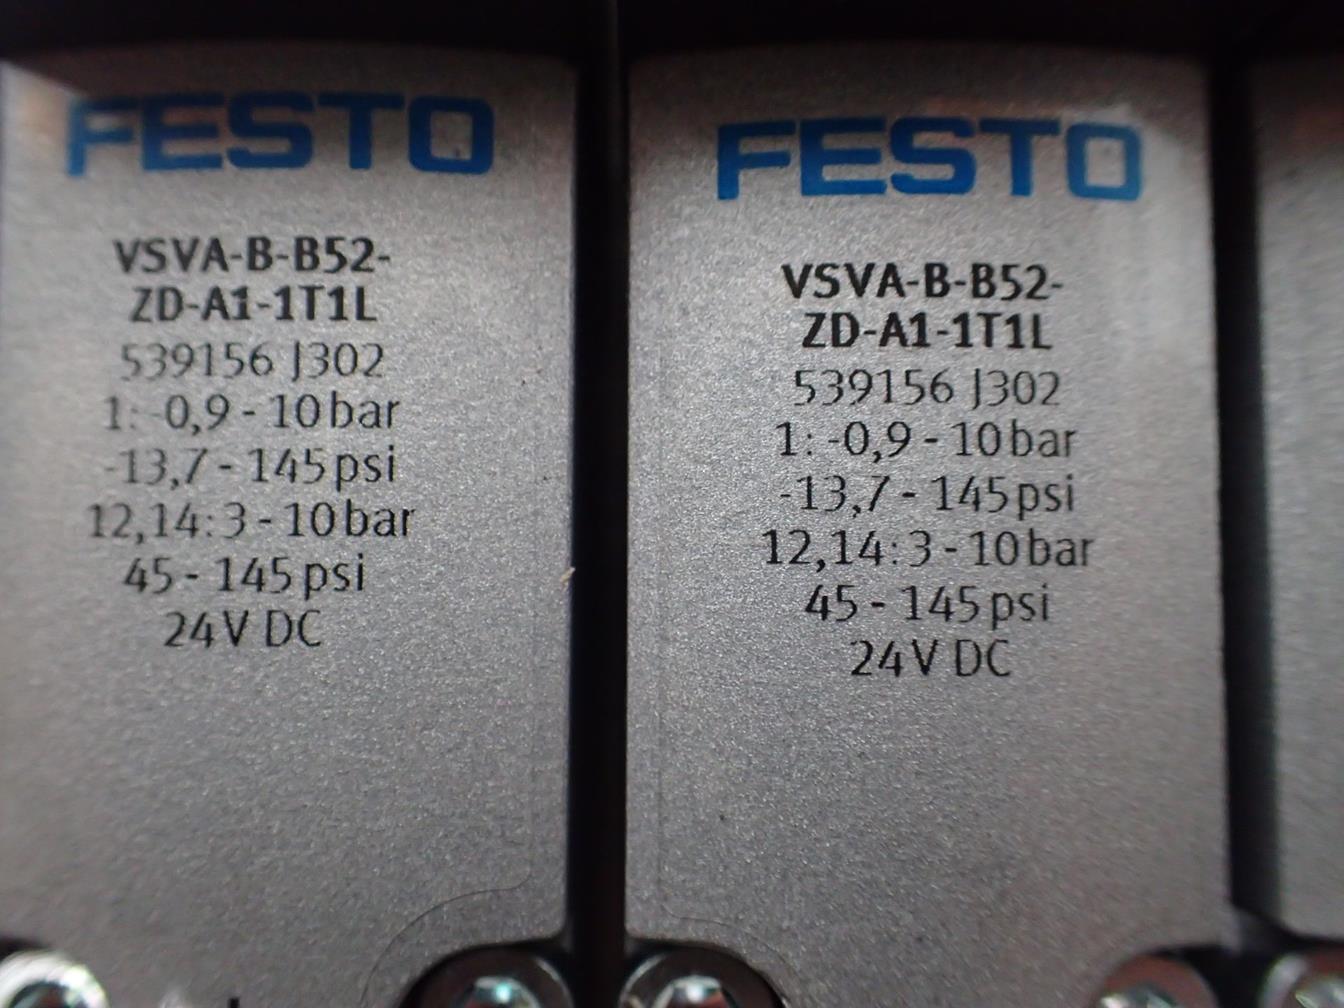 FESTO
VSVA-B-B52-
ZD-A1-1T1L
539156 J302
1: -0,9 - 10 bar
-13,7 - 145 psi
12,14: 3 - 10 bar
45 - 145 psi
24V DC
FESTO
VSVA-B-B52-
ZD-A1-1T1L
539156 J302
1: -0,9 - 10 bar
-13,7 - 145 psi
12,14: 3 - 10 bar
45 - 145 psi
24V DC